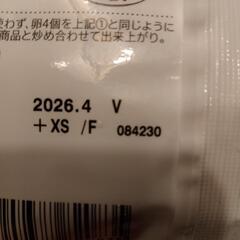 使わず、卵4個を上記①と同じように
商品と炒め合わせて出来上がり。
2026.4 V
+XS /F 084230